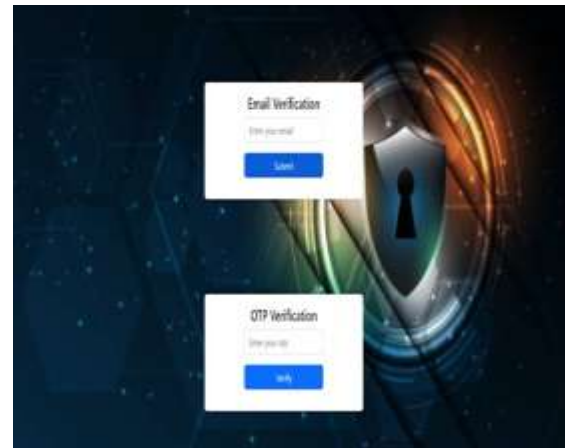 Email Verification
Enter your email
Submit
OTP Verification
Enter your otp
Verify